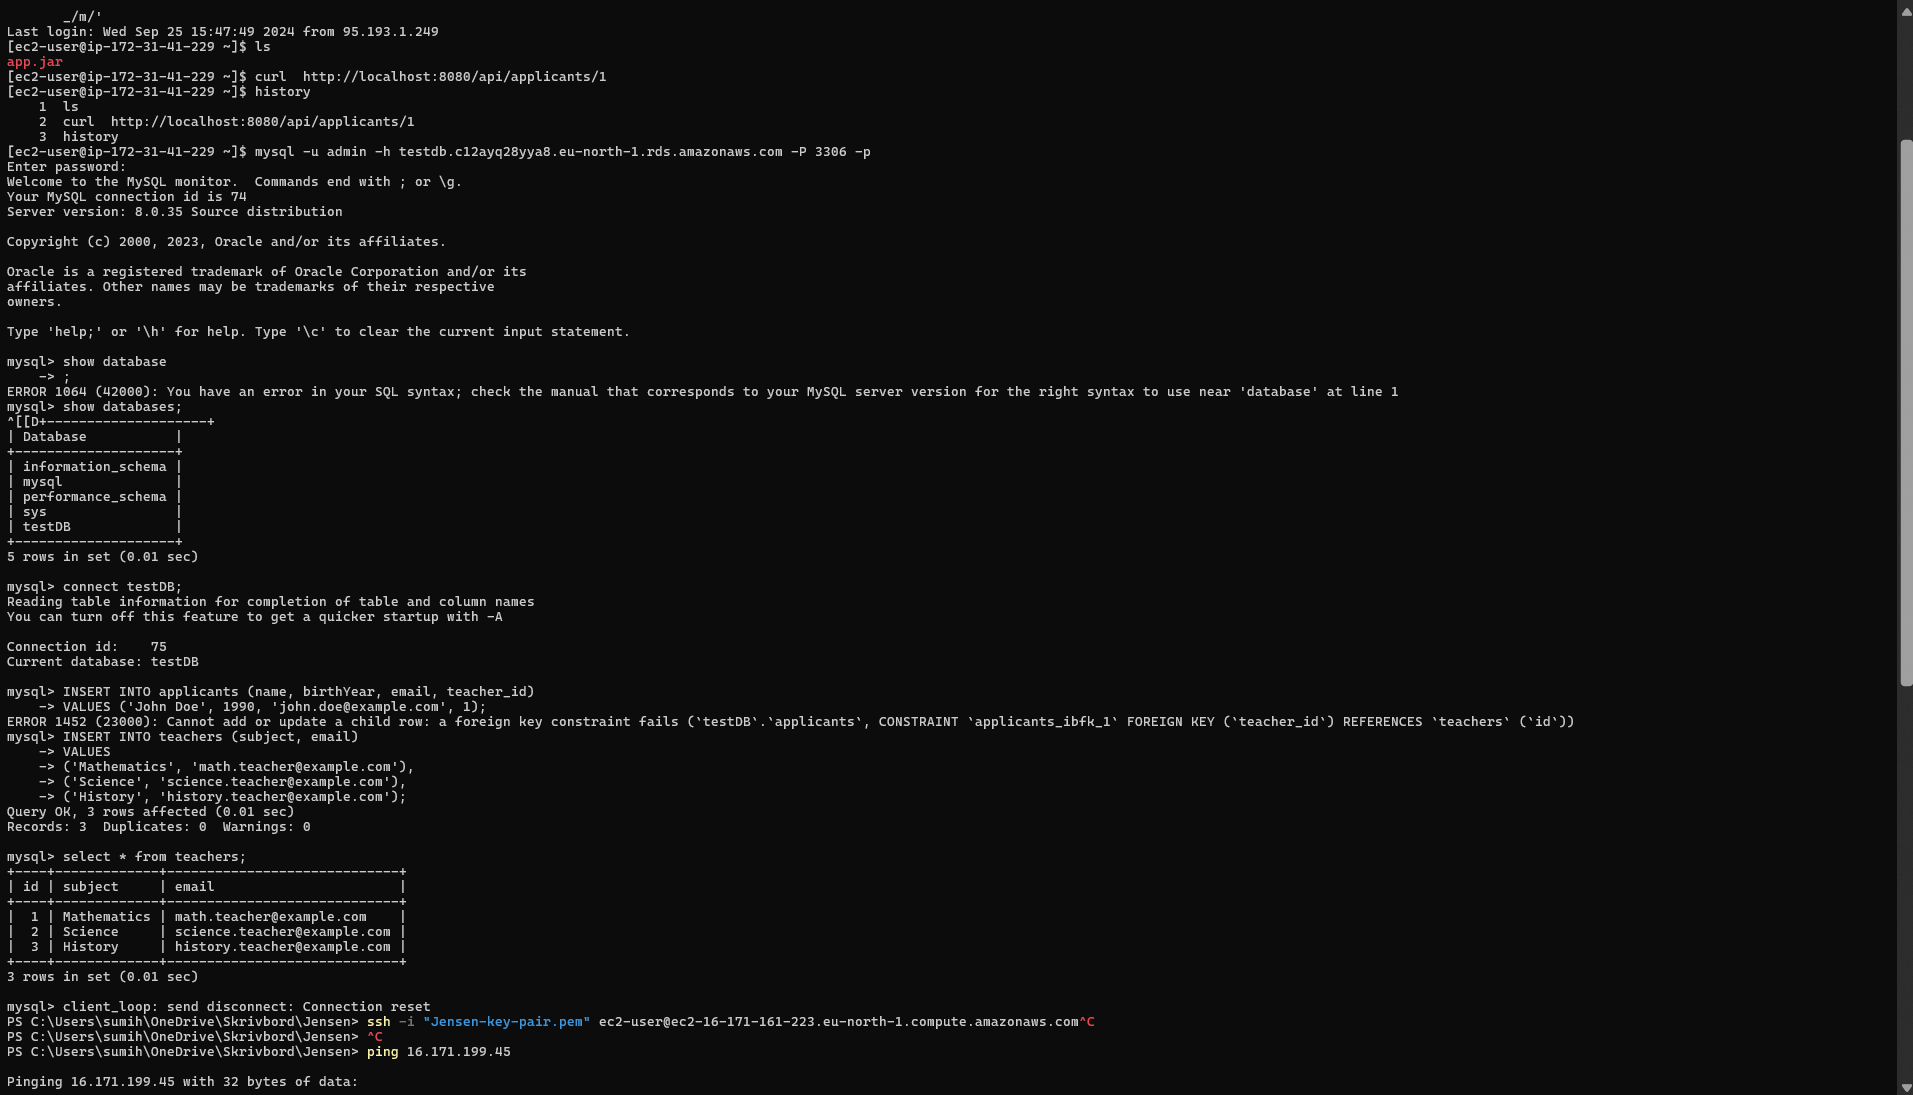 _/m/'
Last login: Wed Sep 25 15:47:49 2024 from 95.193.1.249
[ec2-user@ip-172-31-41-229 ~]$ ls
app.jar
[ec2-user@ip-172-31-41-229 ~]$ curl  http://localhost:8080/api/applicants/1
[ec2-user@ip-172-31-41-229 ~]$ history
    1  ls
    2  curl  http://localhost:8080/api/applicants/1
    3  history
[ec2-user@ip-172-31-41-229 ~]$ mysql -u admin -h testdb.c12ayq28yya8.eu-north-1.rds.amazonaws.com -P 3306 -p
Enter password:
Welcome to the MySQL monitor.  Commands end with ; or \g.
Your MySQL connection id is 74
Server version: 8.0.35 Source distribution

Copyright (c) 2000, 2023, Oracle and/or its affiliates.

Oracle is a registered trademark of Oracle Corporation and/or its
affiliates. Other names may be trademarks of their respective
owners.

Type 'help;' or '\h' for help. Type '\c' to clear the current input statement.

mysql> show database
    -> ;
ERROR 1064 (42000): You have an error in your SQL syntax; check the manual that corresponds to your MySQL server version for the right syntax to use near 'database' at line 1
mysql> show databases;
^[[D+--------------------+
| Database           |
+--------------------+
| information_schema |
| mysql              |
| performance_schema |
| sys                |
| testDB             |
+--------------------+
5 rows in set (0.01 sec)

mysql> connect testDB;
Reading table information for completion of table and column names
You can turn off this feature to get a quicker startup with -A

Connection id:    75
Current database: testDB

mysql> INSERT INTO applicants (name, birthYear, email, teacher_id)
    -> VALUES ('John Doe', 1990, 'john.doe@example.com', 1);
ERROR 1452 (23000): Cannot add or update a child row: a foreign key constraint fails (`testDB`.`applicants`, CONSTRAINT `applicants_ibfk_1` FOREIGN KEY (`teacher_id`) REFERENCES `teachers` (`id`))
mysql> INSERT INTO teachers (subject, email)
    -> VALUES
    -> ('Mathematics', 'math.teacher@example.com'),
    -> ('Science', 'science.teacher@example.com'),
    -> ('History', 'history.teacher@example.com');
Query OK, 3 rows affected (0.01 sec)
Records: 3  Duplicates: 0  Warnings: 0

mysql> select * from teachers;
+----+-------------+-----------------------------+
| id | subject     | email                       |
+----+-------------+-----------------------------+
|  1 | Mathematics | math.teacher@example.com    |
|  2 | Science     | science.teacher@example.com |
|  3 | History     | history.teacher@example.com |
+----+-------------+-----------------------------+
3 rows in set (0.01 sec)

mysql> client_loop: send disconnect: Connection reset
PS C:\Users\sumih\OneDrive\Skrivbord\Jensen> ssh -i "Jensen-key-pair.pem" ec2-user@ec2-16-171-161-223.eu-north-1.compute.amazonaws.com^C
PS C:\Users\sumih\OneDrive\Skrivbord\Jensen> ^C
PS C:\Users\sumih\OneDrive\Skrivbord\Jensen> ping 16.171.199.45

Pinging 16.171.199.45 with 32 bytes of data: